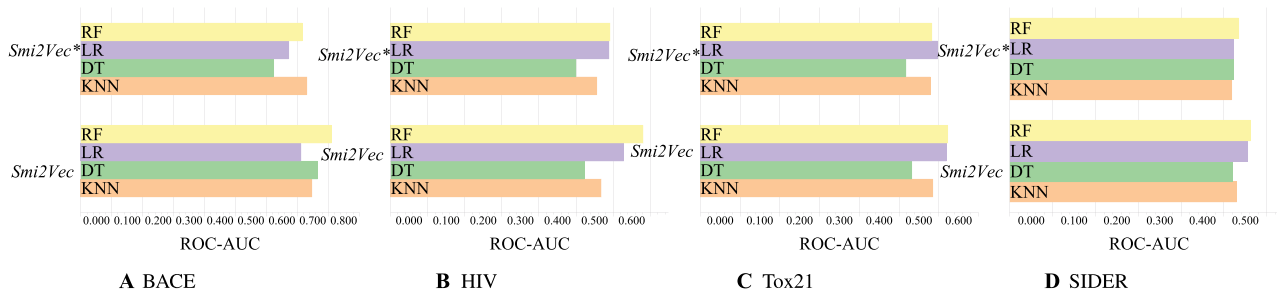 RF
Smi2Vec* LR
DT
KNN
RF
LR
Smi2Vec DT
KNN
0.000 0.100 0.200 0.300 0.400 0.500 0.600 0.700 0.800
ROC-AUC
A BACE
RF
Smi2Vec* LR
DT
KNN
RF
Smi2Vec LR
DT
KNN
0.000 0.100 0.200 0.300 0.400 0.500 0.600
ROC-AUC
B HIV
RF
Smi2Vec* LR
DT
KNN
RF
Smi2Vec LR
DT
KNN
0.000 0.100 0.200 0.300 0.400 0.500 0.600
ROC-AUC
C Tox21
RF
Smi2Vec* LR
DT
KNN
RF
LR
Smi2Vec DT
KNN
0.000 0.100 0.200 0.300 0.400 0.500
ROC-AUC
D SIDER